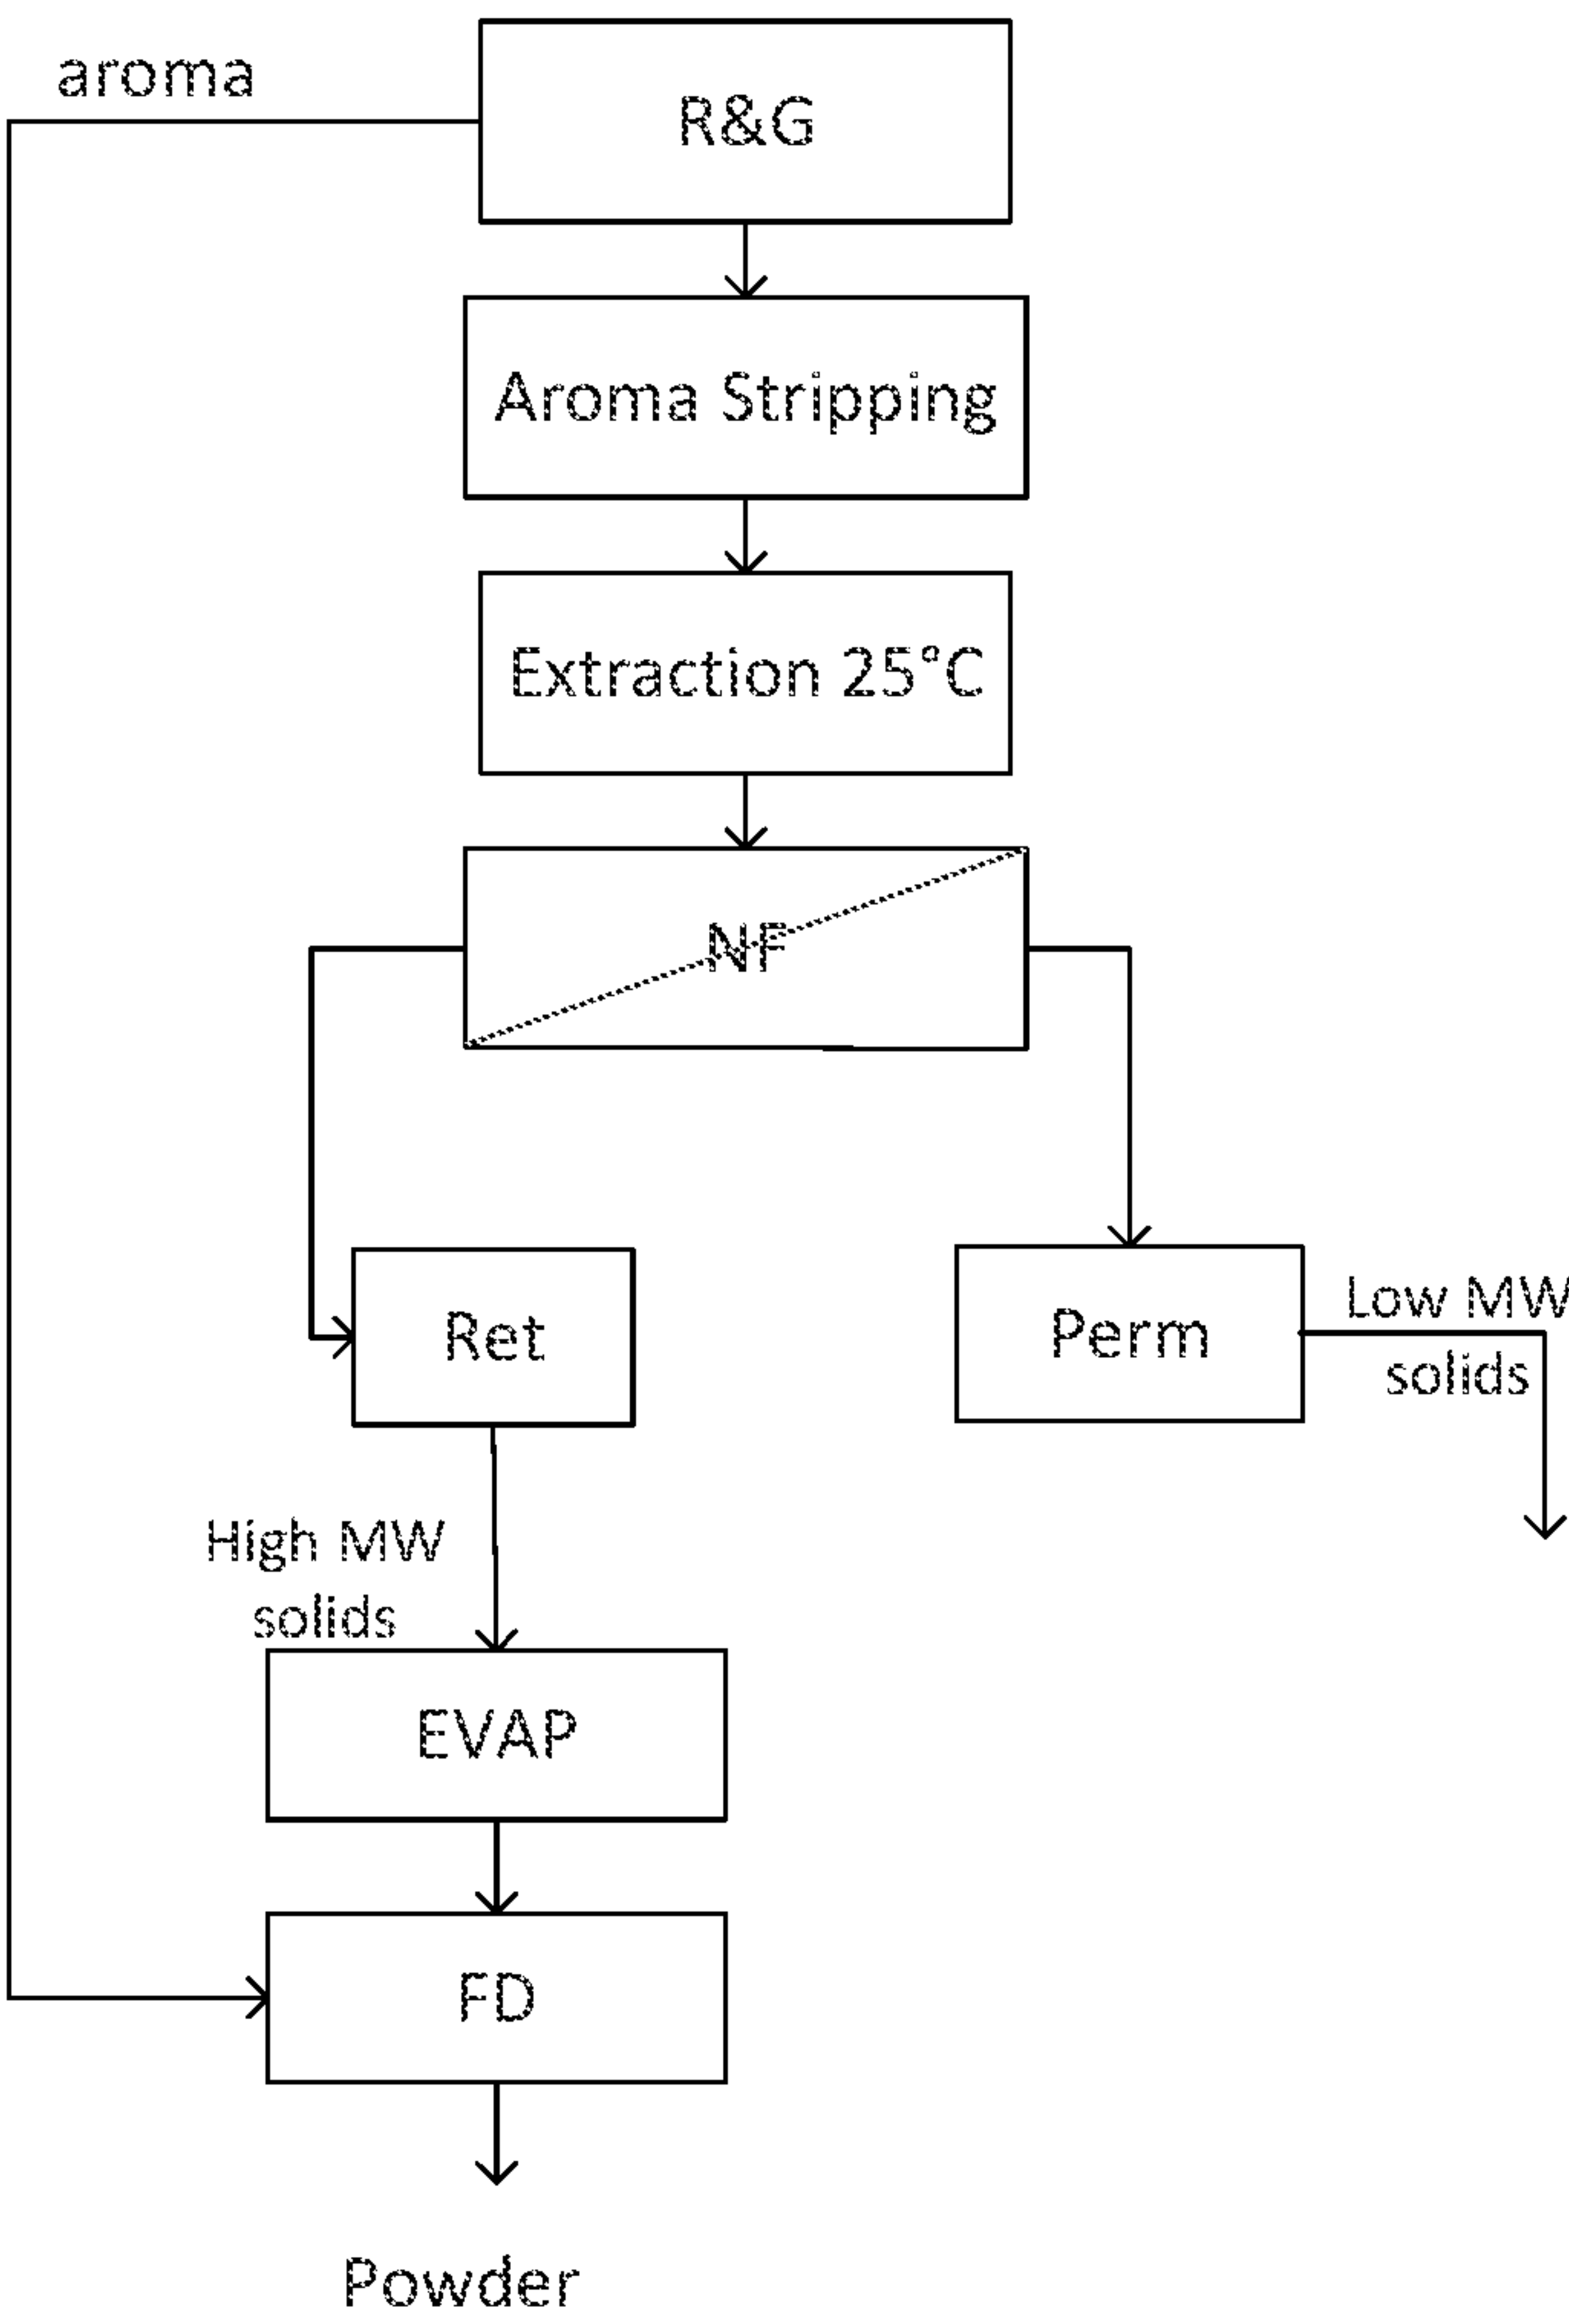 aroma
R&G
Aroma Stripping
Extraction 25°C
NF
Ret
Perm
Low MW
solids
High MW
solids
EVAP
FD
Powder